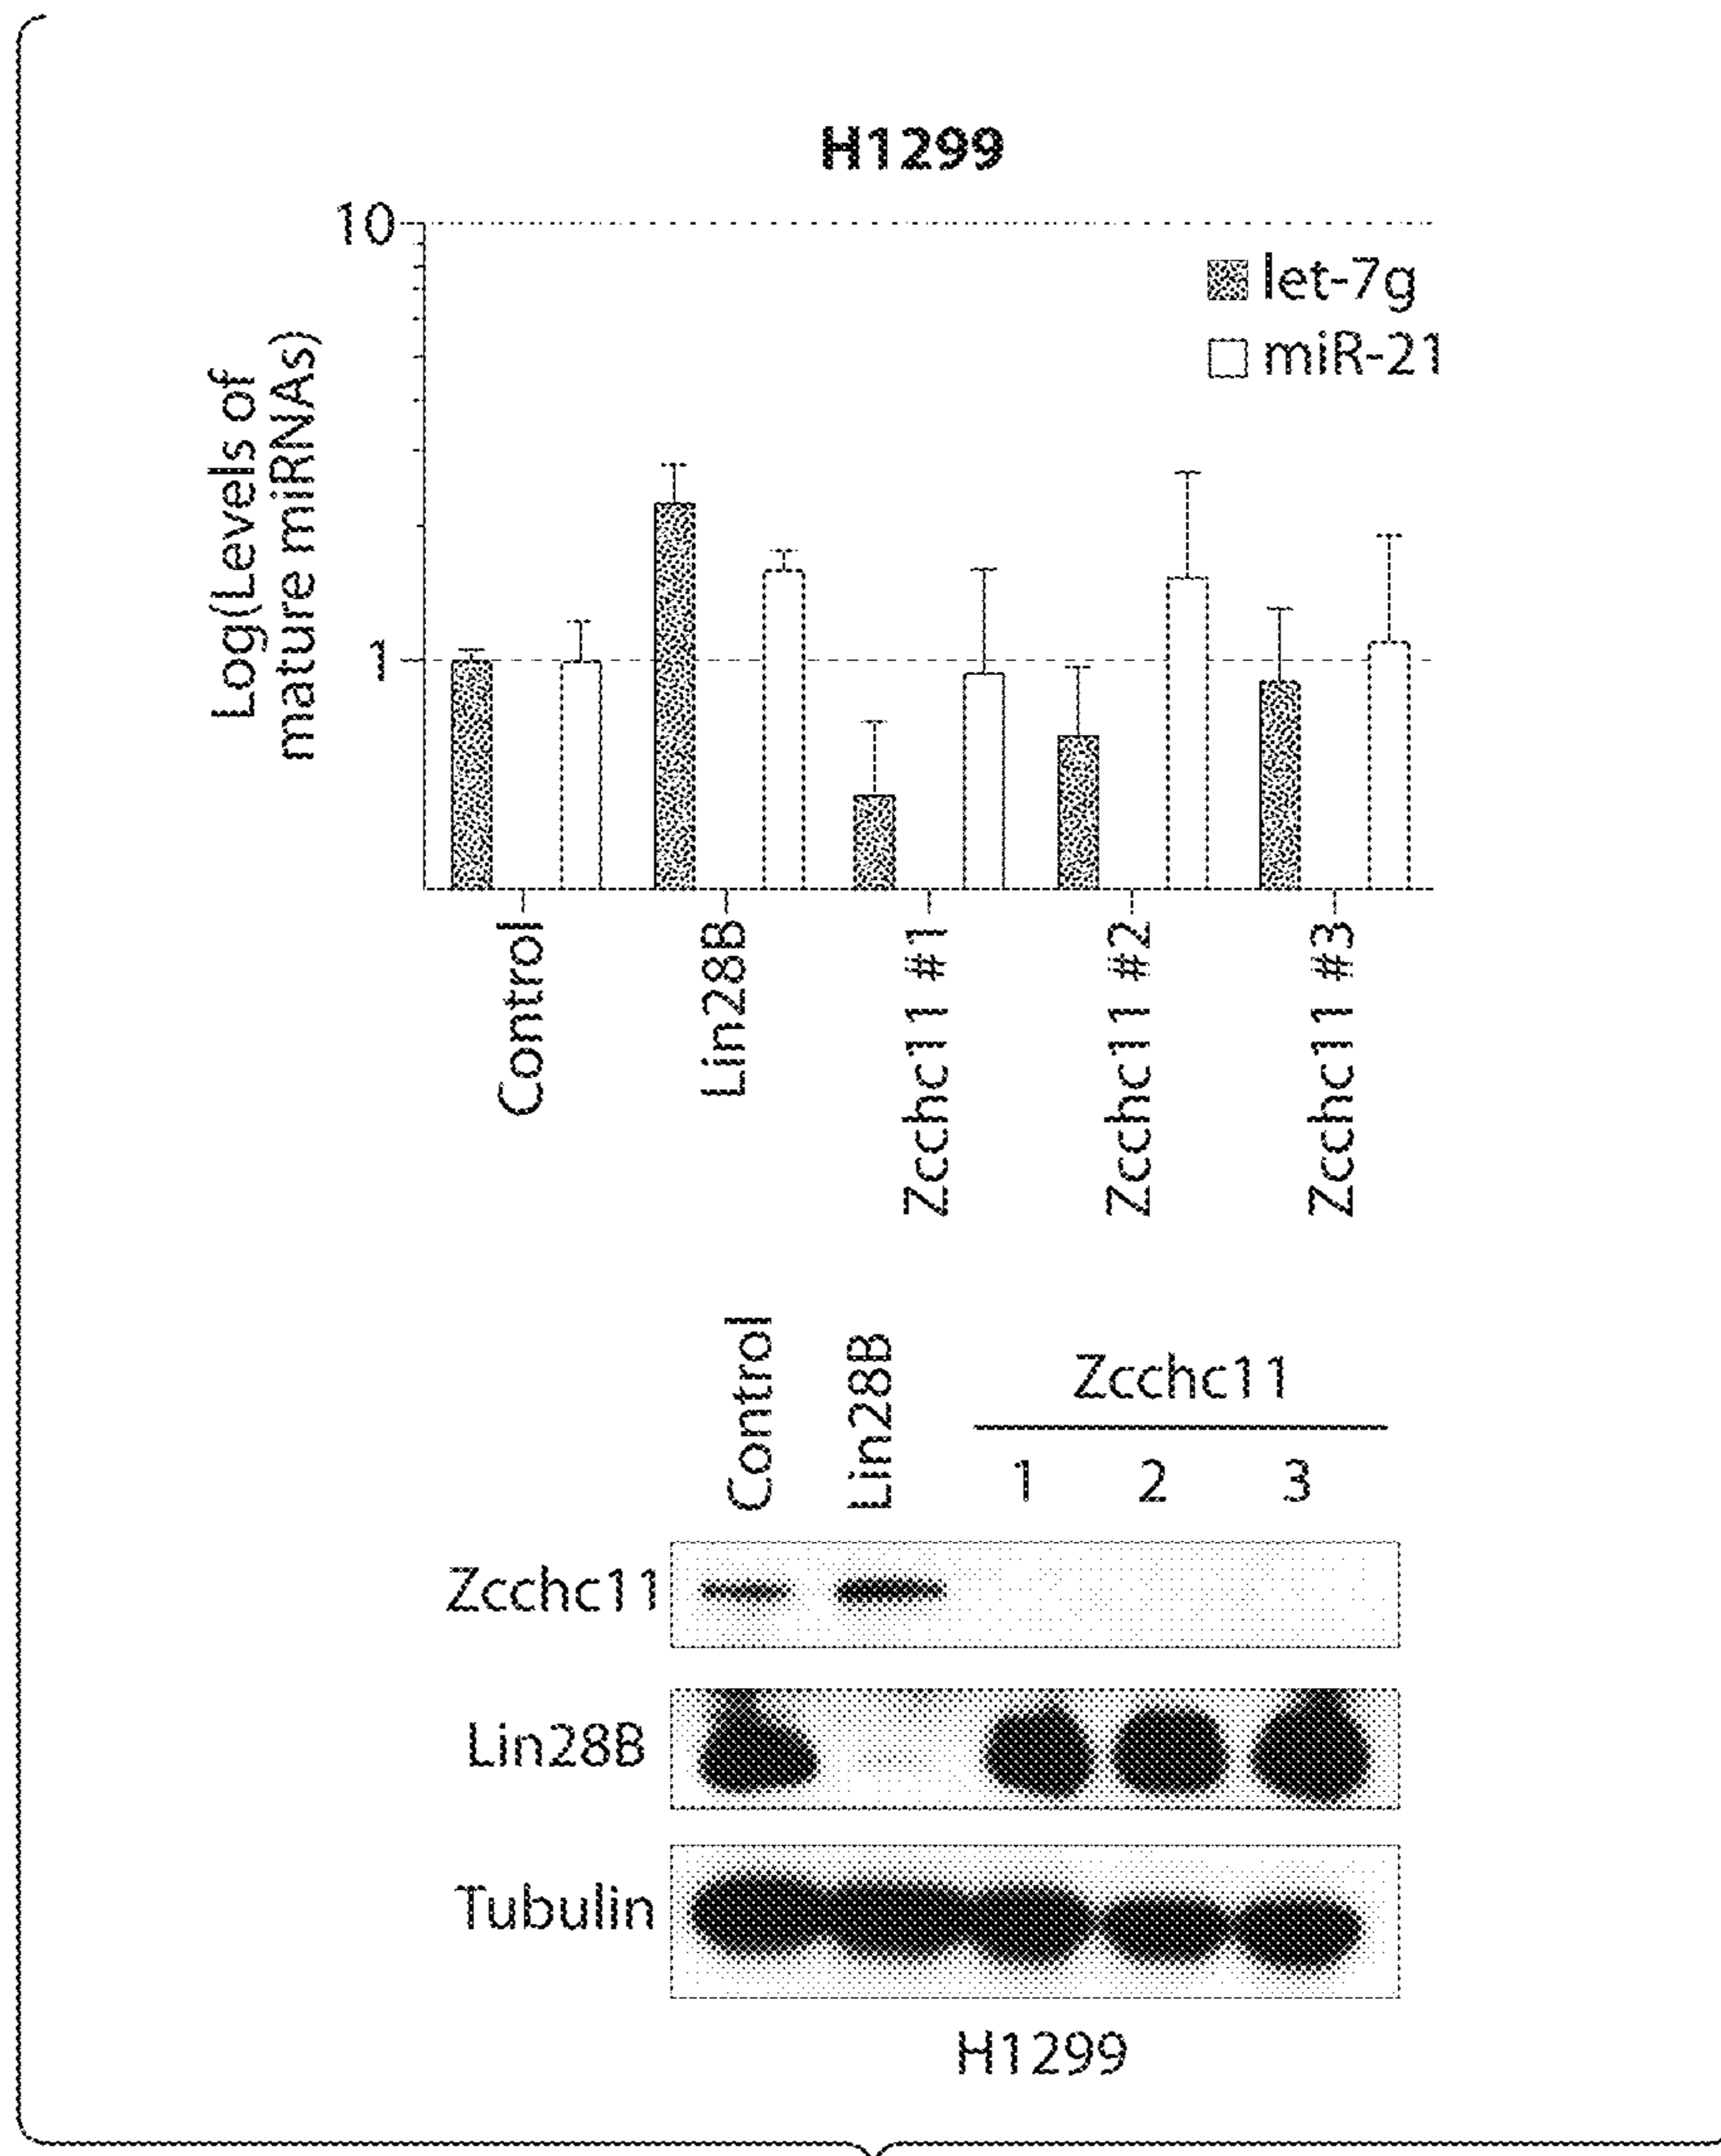 H1299
10
let-7g
miR-21
Log(Levels of
mature miRNAs)
1
Control
Lin28B
Zcchc11 #1
Zcchc11 #2
Zcchc11 #3
Control
Lin28B
Zcchc11
1 2 3
Zcchc11
Lin28B
Tubulin
H1299